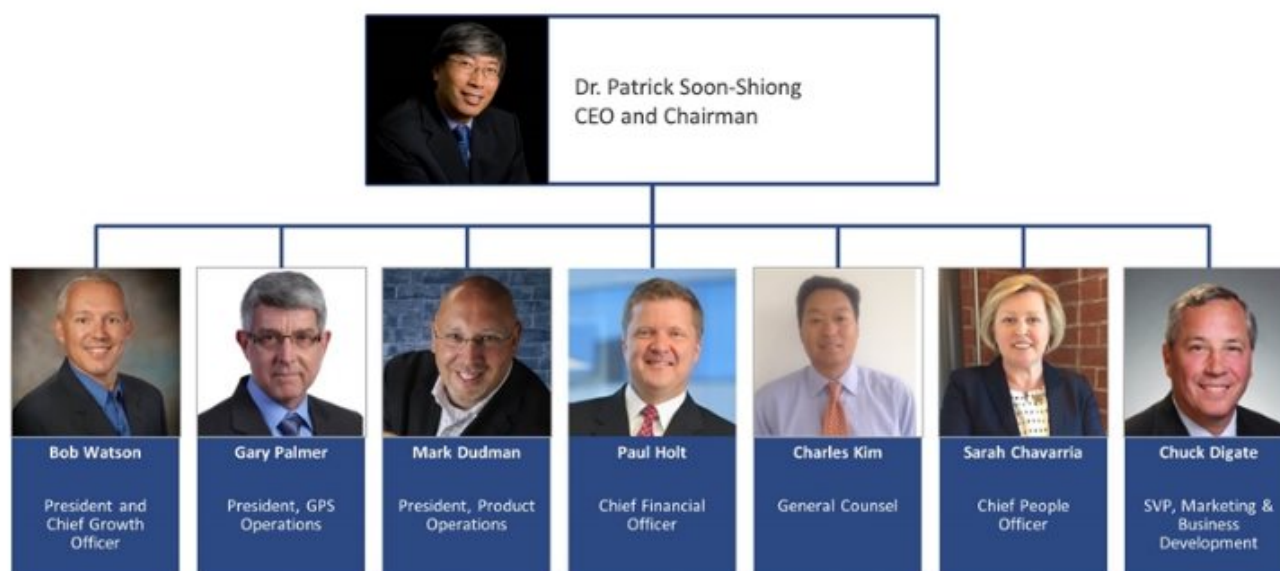 Dr. Patrick Soon-Shiong
CEO and Chairman
Bob Watson
President and
Chief Growth
Officer
Gary Palmer
President, GPS
Operations
Mark Dudman
President, Product
Operations
Paul Holt
Chief Financial
Officer
Charles Kim
General Counsel
Sarah Chavarria
Chief People
Officer
Chuck Digate
SVP, Marketing &
Business
Development